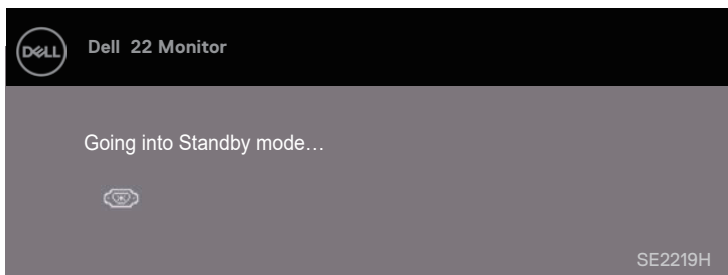 DELL
Dell 22 Monitor
Going into Standby mode...
SE2219H